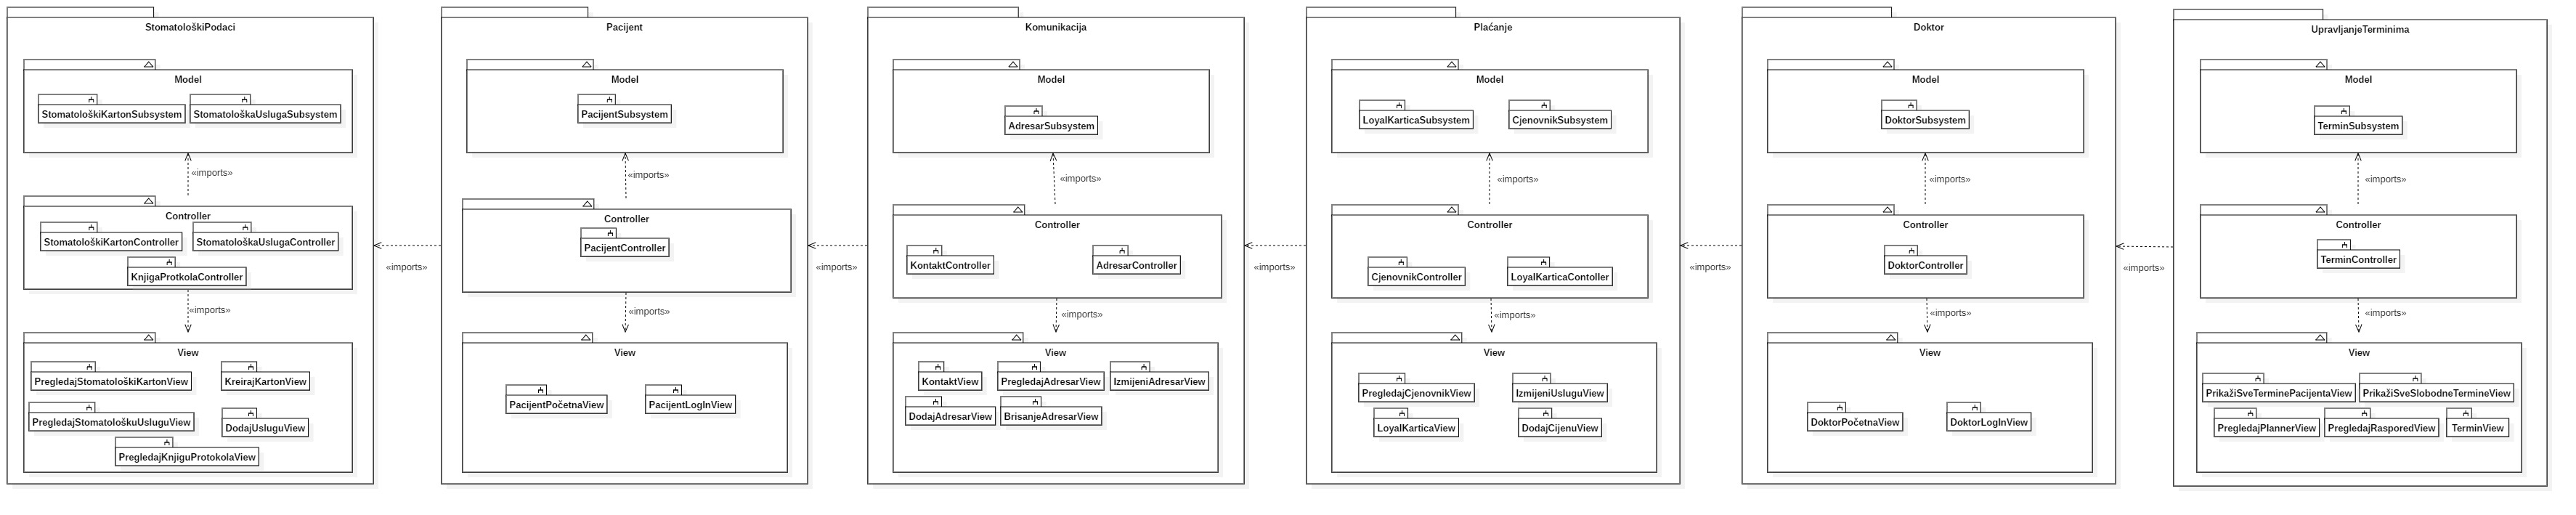 StomatološkiPodaci
Model
StomatološkiKartonSubsystem
StomatološkaUslugaSubsystem
«imports»
Controller
StomatološkiKartonController
StomatološkaUslugaController
KnjigaProtkolaController
«imports»
View
PregledajStomatološkiKartonView
KreirajKartonView
PregledajStomatološkuUsluguView
DodajUsluguView
PregledajKnjiguProtokolaView
«imports»
Pacijent
Model
PacijentSubsystem
«imports»
Controller
PacijentController
«imports»
View
PacijentPočetnaView
PacijentLogInView
«imports»
Komunikacija
Model
AdresarSubsystem
«imports»
Controller
KontaktController
AdresarController
«imports»
View
KontaktView
PregledajAdresarView
IzmijeniAdresarView
DodajAdresarView
BrisanjeAdresarView
«imports»
Plaćanje
Model
LoyalKarticaSubsystem
CjenovnikSubsystem
«imports»
Controller
CjenovnikController
LoyalKarticaContoller
«imports»
View
PregledajCjenovnikView
IzmijeniUsluguView
LoyalKarticaView
DodajCijenuView
«imports»
Doktor
Model
DoktorSubsystem
«imports»
Controller
DoktorController
«imports»
View
DoktorPočetnaView
DoktorLogInView
«imports»
UpravljanjeTerminima
Model
TerminSubsystem
«imports»
Controller
TerminController
«imports»
View
PrikažiSveTerminePacijentaView
PrikažiSveSlobodneTermineView
PregledajPlannerView
PregledajRasporedView
TerminView